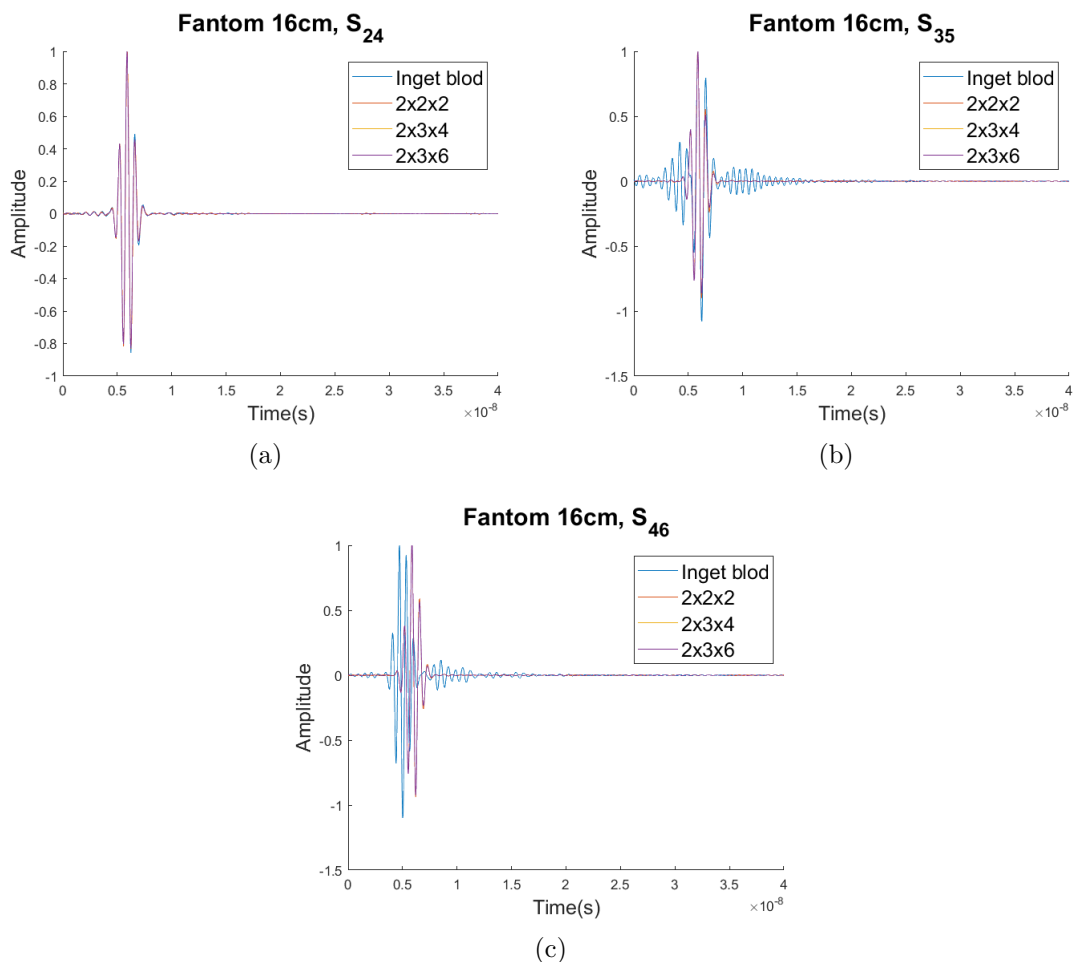 Fantom 16cm, S24
1
0.8
0.6
0.4
0.2
0
-0.2
-0.4
-0.6
-0.8
-1
Amplitude
0 0.5 1 1.5 2 2.5 3 3.5 4
×10-8
Time(s)
Inget blod
2x2x2
2x3x4
2x3x6
(a)
Fantom 16cm, S35
1
0.5
0
-0.5
-1
-1.5
Amplitude
0 0.5 1 1.5 2 2.5 3 3.5 4
×10-8
Time(s)
Inget blod
2x2x2
2x3x4
2x3x6
(b)
Fantom 16cm, S46
1
0.5
0
-0.5
-1
-1.5
Amplitude
0 0.5 1 1.5 2 2.5 3 3.5 4
×10-8
Time(s)
Inget blod
2x2x2
2x3x4
2x3x6
(c)